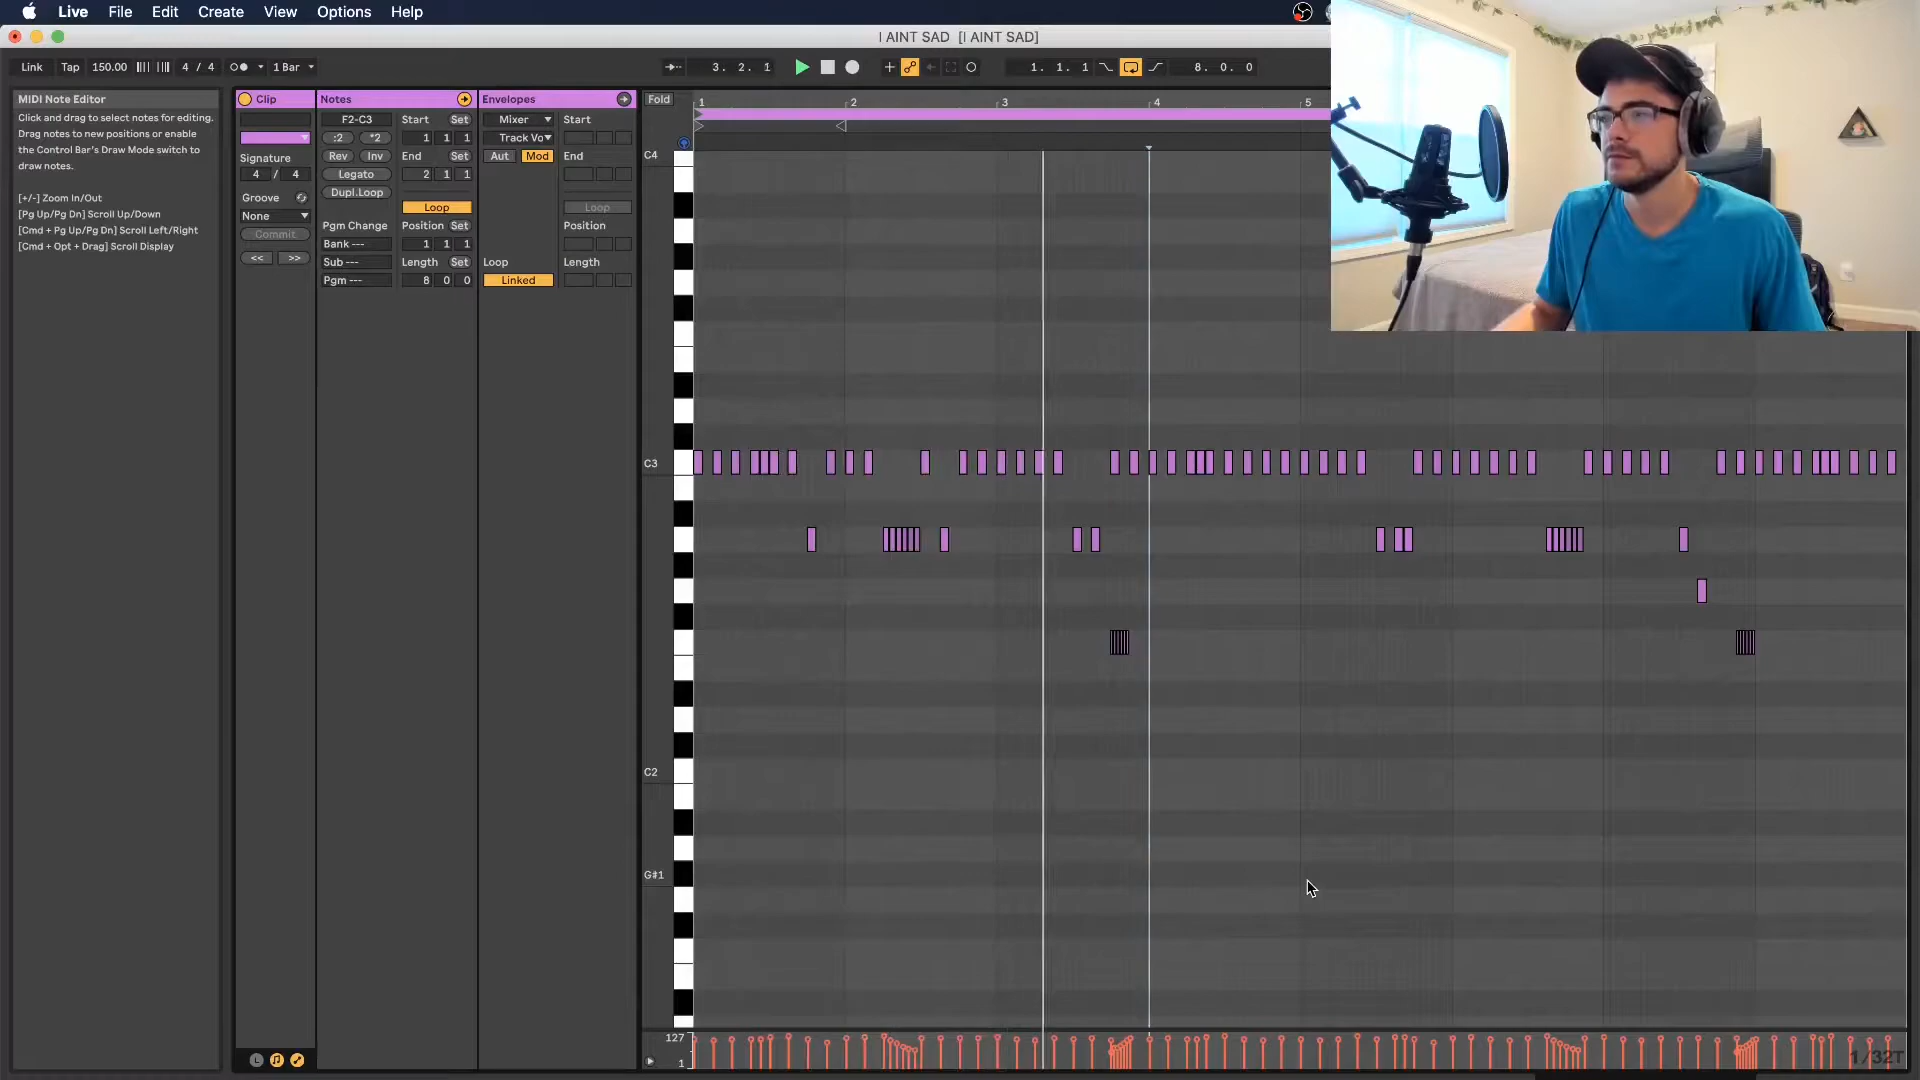 Live File Edit Create View Options Help
I AINT SAD [I AINT SAD]
Link Tap 150.00 4 / 4 1 Bar 3. 2. 1 1. 1. 1 8. 0. 0
MIDI Note Editor
Click and drag to select notes for editing.
Drag notes to new positions or enable
the Control Bar's Draw Mode switch to
draw notes.
[+/-] Zoom In/Out
[Pg Up/Pg Dn] Scroll Up/Down
[Cmd + Pg Up/Pg Dn] Scroll Left/Right
[Cmd + Opt + Drag] Scroll Display
Clip
Signature
4 / 4
Groove
None
Commit
<< >>
Notes
F2-C3 Start Set
:2 *2 1 1 1
Rev Inv End Set
Legato 2 1 1
Dupl.Loop
Loop
Pgm Change Position Set
Bank --- 1 1 1
Sub --- Length Set
Pgm --- 8 0 0
Envelopes
Mixer Start
Track Vo
Aut Mod End
Loop
Position
Loop Length
Linked
Fold 1 2 3 4 5
C4
C3
C2
G#1
127
1
1/32T